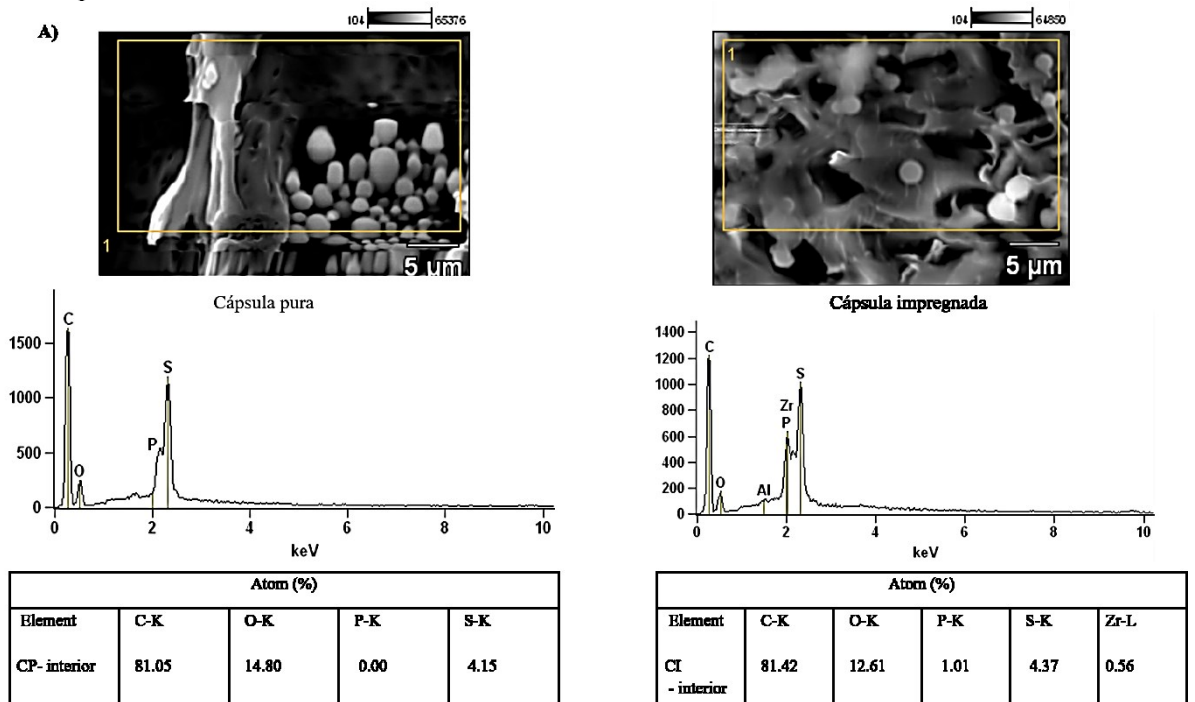 104 65376
104 64850
A)
1
5 µm
1
5 µm
Cápsula pura
Cápsula impregnada
C
S
P
O
1500
1000
500
0
0 2 4 6 8 10
keV
C
S
Zr
P
O
Al
1400
1200
1000
800
600
400
200
0
0 2 4 6 8 10
keV
Atom (%)
Element C-K O-K P-K S-K
CP- interior 81.05 14.80 0.00 4.15
Atom (%)
Element C-K O-K P-K S-K Zr-L
CI 81.42 12.61 1.01 4.37 0.56
- interior